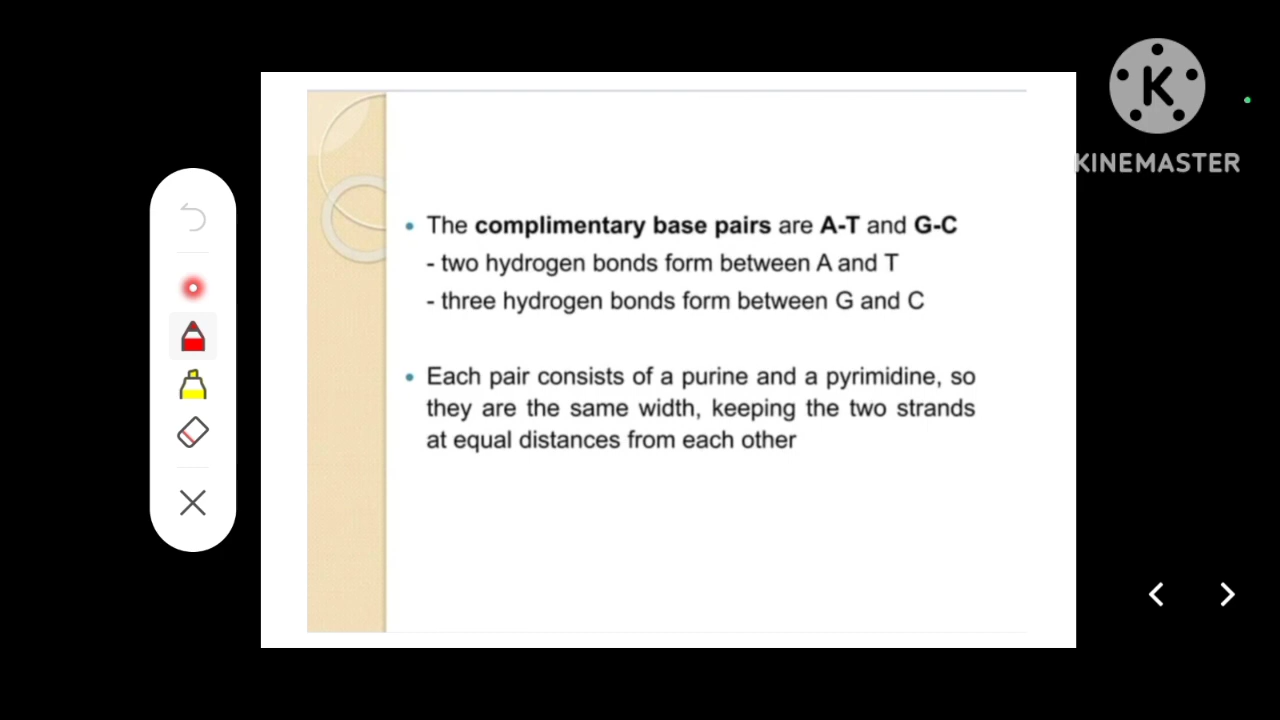 K
KINEMASTER
• The complimentary base pairs are A-T and G-C
- two hydrogen bonds form between A and T
- three hydrogen bonds form between G and C
• Each pair consists of a purine and a pyrimidine, so
they are the same width, keeping the two strands
at equal distances from each other